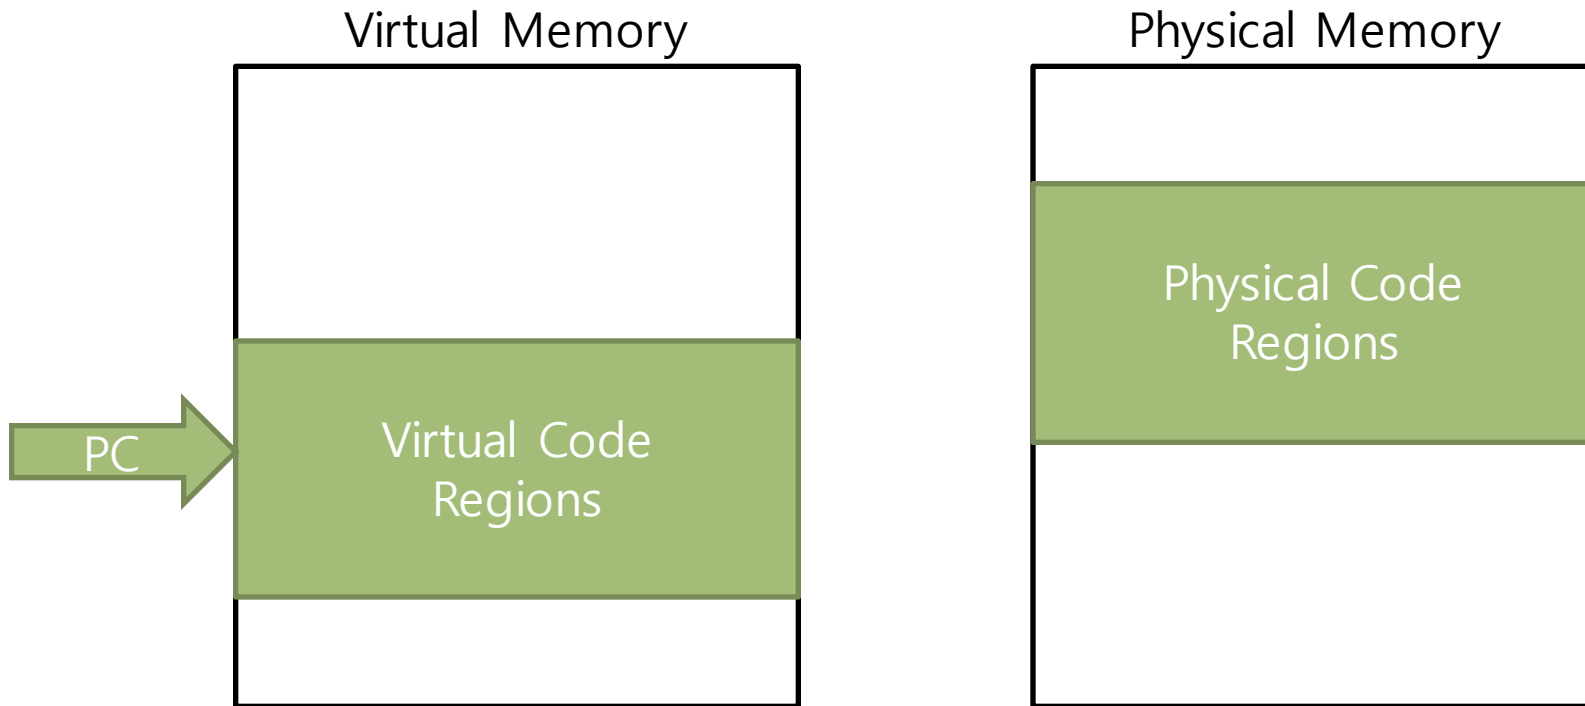 Virtual Memory
Physical Memory
PC
Virtual Code
Regions
Physical Code
Regions